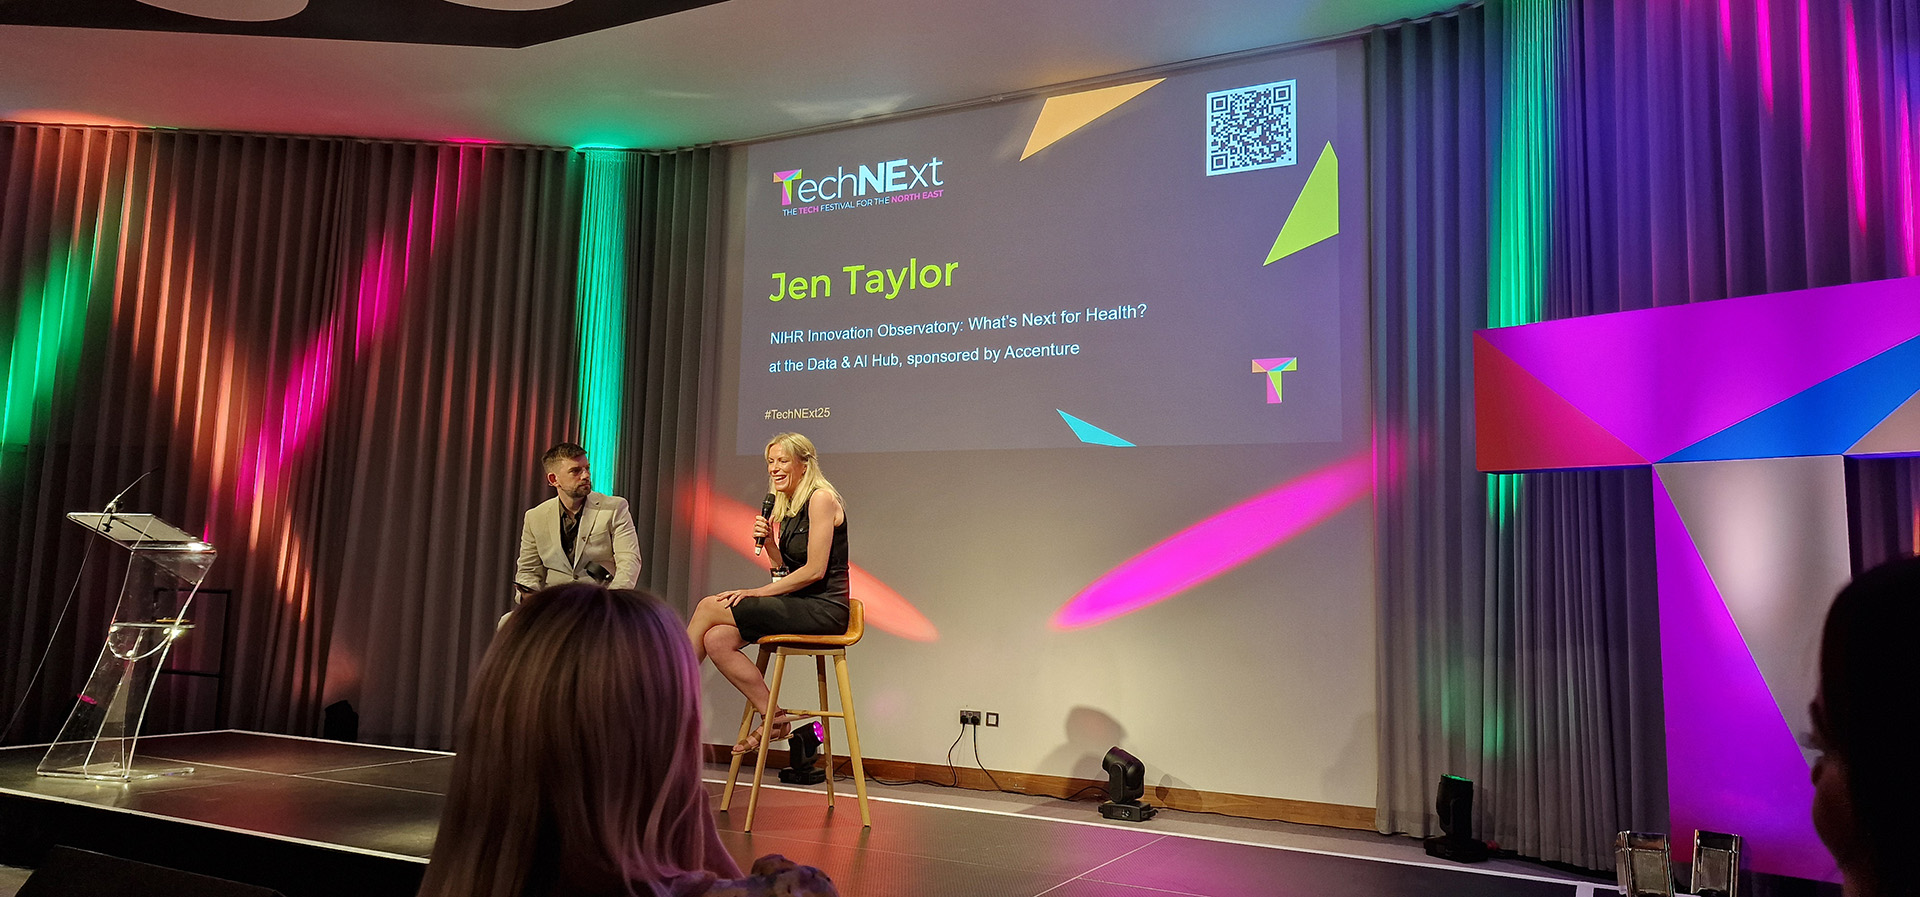 TechNExt
THE TECH FESTIVAL FOR THE NORTH EAST
Jen Taylor
NIHR Innovation Observatory: What's Next for Health?
at the Data & AI Hub, sponsored by Accenture
#TechNExt25